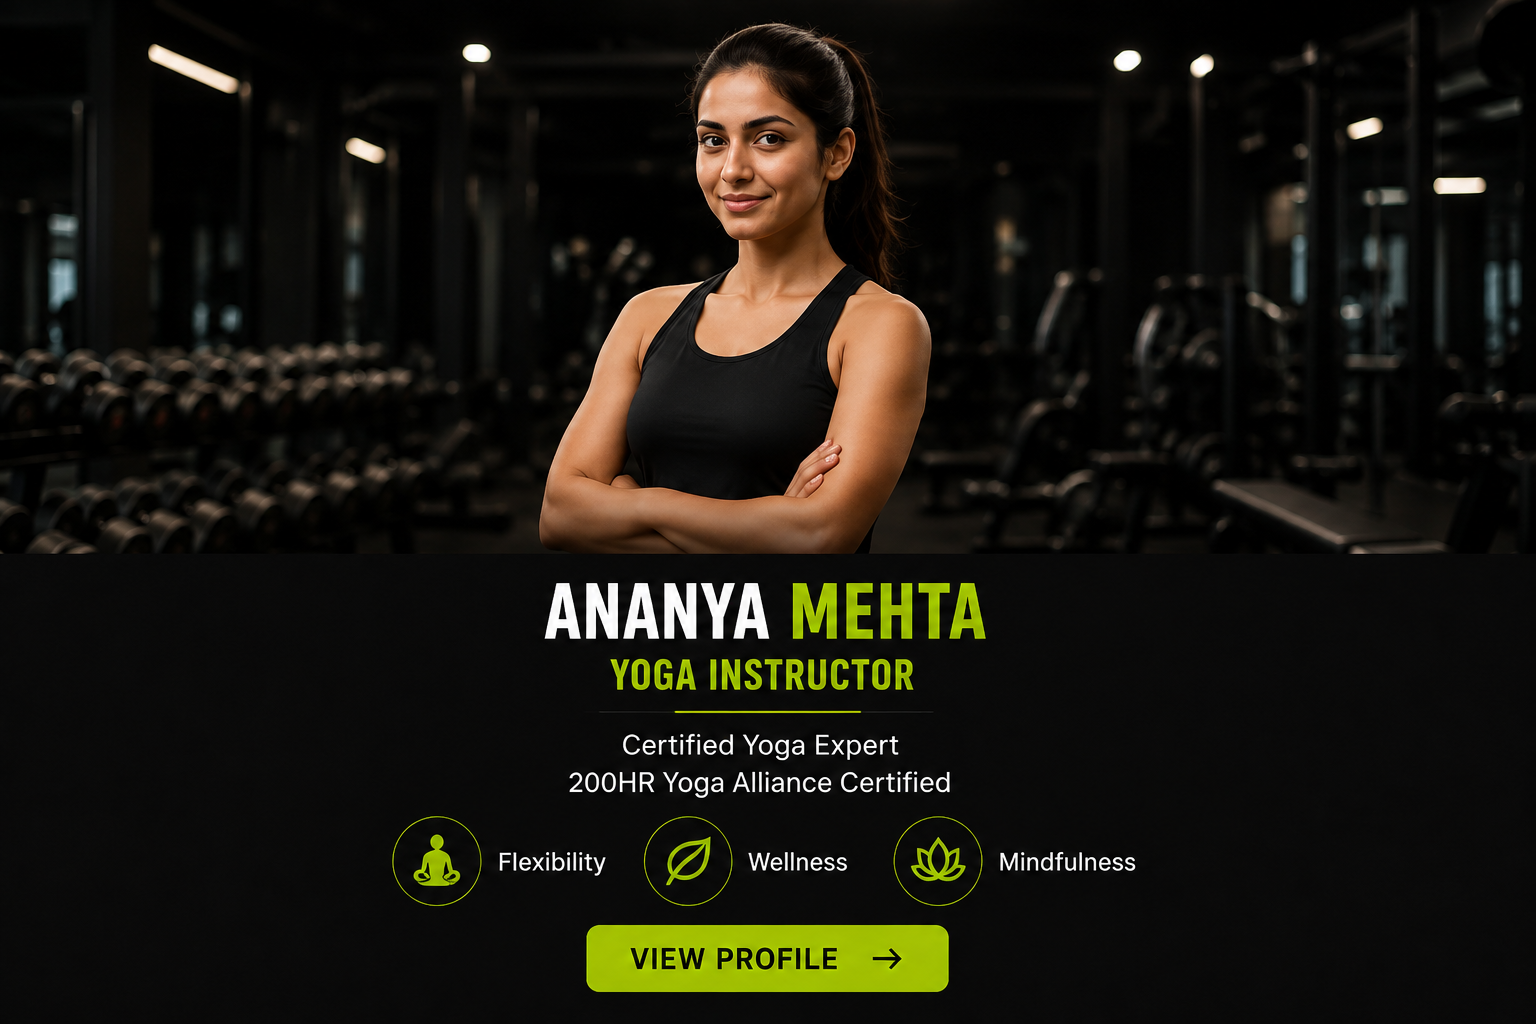 ANANYA MEHTA
YOGA INSTRUCTOR
Certified Yoga Expert
200HR Yoga Alliance Certified
Flexibility
Wellness
Mindfulness
VIEW PROFILE →